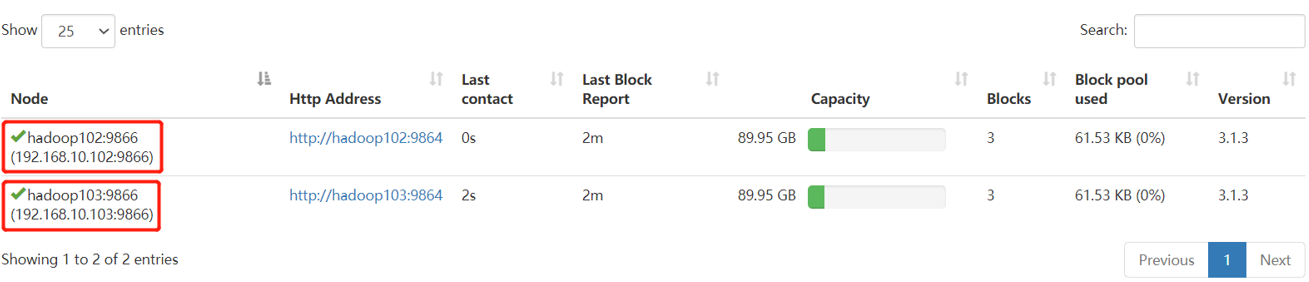 Show 25 entries Search:
Node Http Address Last contact Last Block Report Capacity Blocks Block pool used Version
hadoop102:9866 http://hadoop102:9864 0s 2m 89.95 GB 3 61.53 KB (0%) 3.1.3
(192.168.10.102:9866)
hadoop103:9866 http://hadoop103:9864 2s 2m 89.95 GB 3 61.53 KB (0%) 3.1.3
(192.168.10.103:9866)
Showing 1 to 2 of 2 entries Previous 1 Next